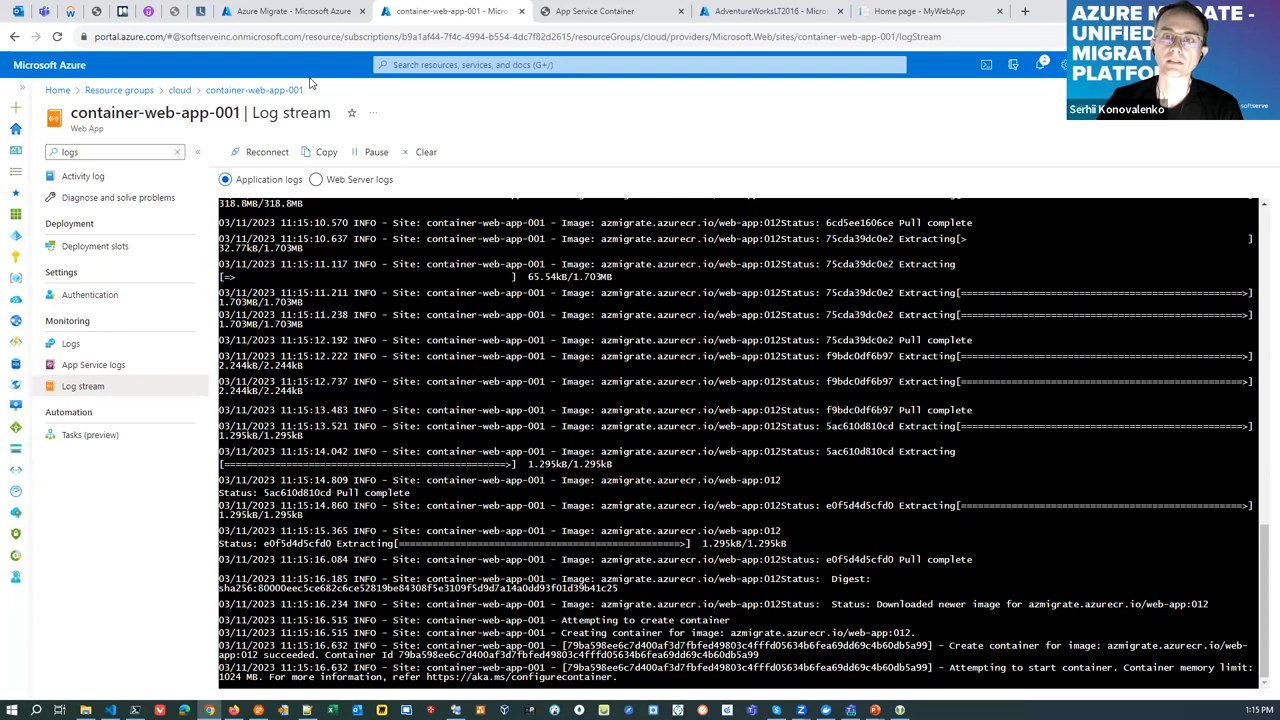 Azure Migrate - Microsoft Azure
container-web-app-001 - Micros
App Service Container
AdventureWorksLT2016 - Microso
Home page - MyWebApp
portal.azure.com/#@softserveinc.onmicrosoft.com/resource/subscriptions/b9a1af44-7f4c-4994-b554-4dc7f82d2615/resourceGroups/cloud/providers/Microsoft.Web/sites/container-web-app-001/logStream
Microsoft Azure
Search resources, services, and docs (G+/)
2
AZURE MIGRATE -
UNIFIED
MIGRA
PLATFO
Serhii Konovalenko
softserve
Home
Resource groups
cloud
container-web-app-001
container-web-app-001 | Log stream
Web App
logs
Reconnect
Copy
Pause
Clear
Application logs
Web Server logs
Activity log
Diagnose and solve problems
Deployment
Deployment slots
Settings
Authentication
Monitoring
Logs
App Service logs
Log stream
Automation
Tasks (preview)
318.8MB/318.8MB
03/11/2023 11:15:10.570 INFO - Site: container-web-app-001 - Image: azmigrate.azurecr.io/web-app:012Status: 6cd5ee1606ce Pull complete
03/11/2023 11:15:10.637 INFO - Site: container-web-app-001 - Image: azmigrate.azurecr.io/web-app:012Status: 75cda39dc0e2 Extracting[> ]
32.77kB/1.703MB
03/11/2023 11:15:11.117 INFO - Site: container-web-app-001 - Image: azmigrate.azurecr.io/web-app:012Status: 75cda39dc0e2 Extracting
[=> ] 65.54kB/1.703MB
03/11/2023 11:15:11.211 INFO - Site: container-web-app-001 - Image: azmigrate.azurecr.io/web-app:012Status: 75cda39dc0e2 Extracting[==================================================>]
1.703MB/1.703MB
03/11/2023 11:15:11.238 INFO - Site: container-web-app-001 - Image: azmigrate.azurecr.io/web-app:012Status: 75cda39dc0e2 Extracting[==================================================>]
1.703MB/1.703MB
03/11/2023 11:15:12.192 INFO - Site: container-web-app-001 - Image: azmigrate.azurecr.io/web-app:012Status: 75cda39dc0e2 Pull complete
03/11/2023 11:15:12.222 INFO - Site: container-web-app-001 - Image: azmigrate.azurecr.io/web-app:012Status: f9bdc0df6b97 Extracting[==================================================>]
2.244kB/2.244kB
03/11/2023 11:15:12.737 INFO - Site: container-web-app-001 - Image: azmigrate.azurecr.io/web-app:012Status: f9bdc0df6b97 Extracting[==================================================>]
2.244kB/2.244kB
03/11/2023 11:15:13.483 INFO - Site: container-web-app-001 - Image: azmigrate.azurecr.io/web-app:012Status: f9bdc0df6b97 Pull complete
03/11/2023 11:15:13.521 INFO - Site: container-web-app-001 - Image: azmigrate.azurecr.io/web-app:012Status: 5ac610d810cd Extracting[==================================================>]
1.295kB/1.295kB
03/11/2023 11:15:14.042 INFO - Site: container-web-app-001 - Image: azmigrate.azurecr.io/web-app:012Status: 5ac610d810cd Extracting
[==================================================>] 1.295kB/1.295kB
03/11/2023 11:15:14.809 INFO - Site: container-web-app-001 - Image: azmigrate.azurecr.io/web-app:012
Status: 5ac610d810cd Pull complete
03/11/2023 11:15:14.860 INFO - Site: container-web-app-001 - Image: azmigrate.azurecr.io/web-app:012Status: e0f5d4d5cfd0 Extracting[==================================================>]
1.295kB/1.295kB
03/11/2023 11:15:15.365 INFO - Site: container-web-app-001 - Image: azmigrate.azurecr.io/web-app:012
Status: e0f5d4d5cfd0 Extracting[==================================================>] 1.295kB/1.295kB
03/11/2023 11:15:16.084 INFO - Site: container-web-app-001 - Image: azmigrate.azurecr.io/web-app:012Status: e0f5d4d5cfd0 Pull complete
03/11/2023 11:15:16.185 INFO - Site: container-web-app-001 - Image: azmigrate.azurecr.io/web-app:012Status: Digest:
sha256:80000eec5ce682c6ce52819be84308f5e3109f5d9d7a14a0dd93f01d39b41c25
03/11/2023 11:15:16.234 INFO - Site: container-web-app-001 - Image: azmigrate.azurecr.io/web-app:012Status: Status: Downloaded newer image for azmigrate.azurecr.io/web-app:012
03/11/2023 11:15:16.515 INFO - Site: container-web-app-001 - Attempting to create container
03/11/2023 11:15:16.515 INFO - Site: container-web-app-001 - Creating container for image: azmigrate.azurecr.io/web-app:012.
03/11/2023 11:15:16.632 INFO - Site: container-web-app-001 - [79ba598ee6c7d400af3d7fbfed49803c4fffd05634b6fea69dd69c4b60db5a99] - Create container for image: azmigrate.azurecr.io/web-
app:012 succeeded. Container Id 79ba598ee6c7d400af3d7fbfed49803c4fffd05634b6fea69dd69c4b60db5a99
03/11/2023 11:15:16.632 INFO - Site: container-web-app-001 - [79ba598ee6c7d400af3d7fbfed49803c4fffd05634b6fea69dd69c4b60db5a99] - Attempting to start container. Container memory limit:
1024 MB. For more information, refer https://aka.ms/configurecontainer.
1:15 PM